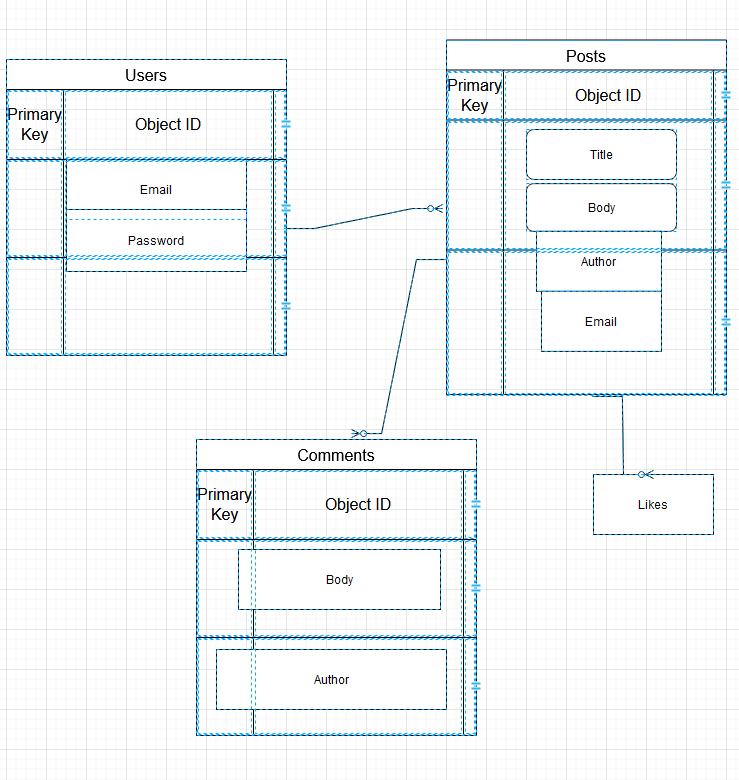 Users
Primary
Key
Object ID
Email
Password
Posts
Primary
Key
Object ID
Title
Body
Author
Email
Comments
Primary
Key
Object ID
Body
Author
Likes